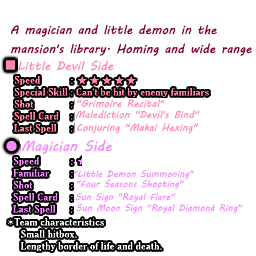 A magician and little demon in the
mansion's library. Homing and wide range
Little Devil Side
Speed : ★★★★★
Special Skill : Can't be hit by enemy familiars
Shot : "Grimoire Recital"
Spell Card : Malediction "Devil's Bind"
Last Spell : Conjuring "Makai Hexing"
Magician Side
Speed : ★
Familiar : "Little Demon Summoning"
Shot : "Four Seasons Shooting"
Spell Card : Sun Sign "Royal Flare"
Last Spell : Sun Moon Sign "Royal Diamond Ring"
*Team characteristics
Small hitbox.
Lengthy border of life and death.